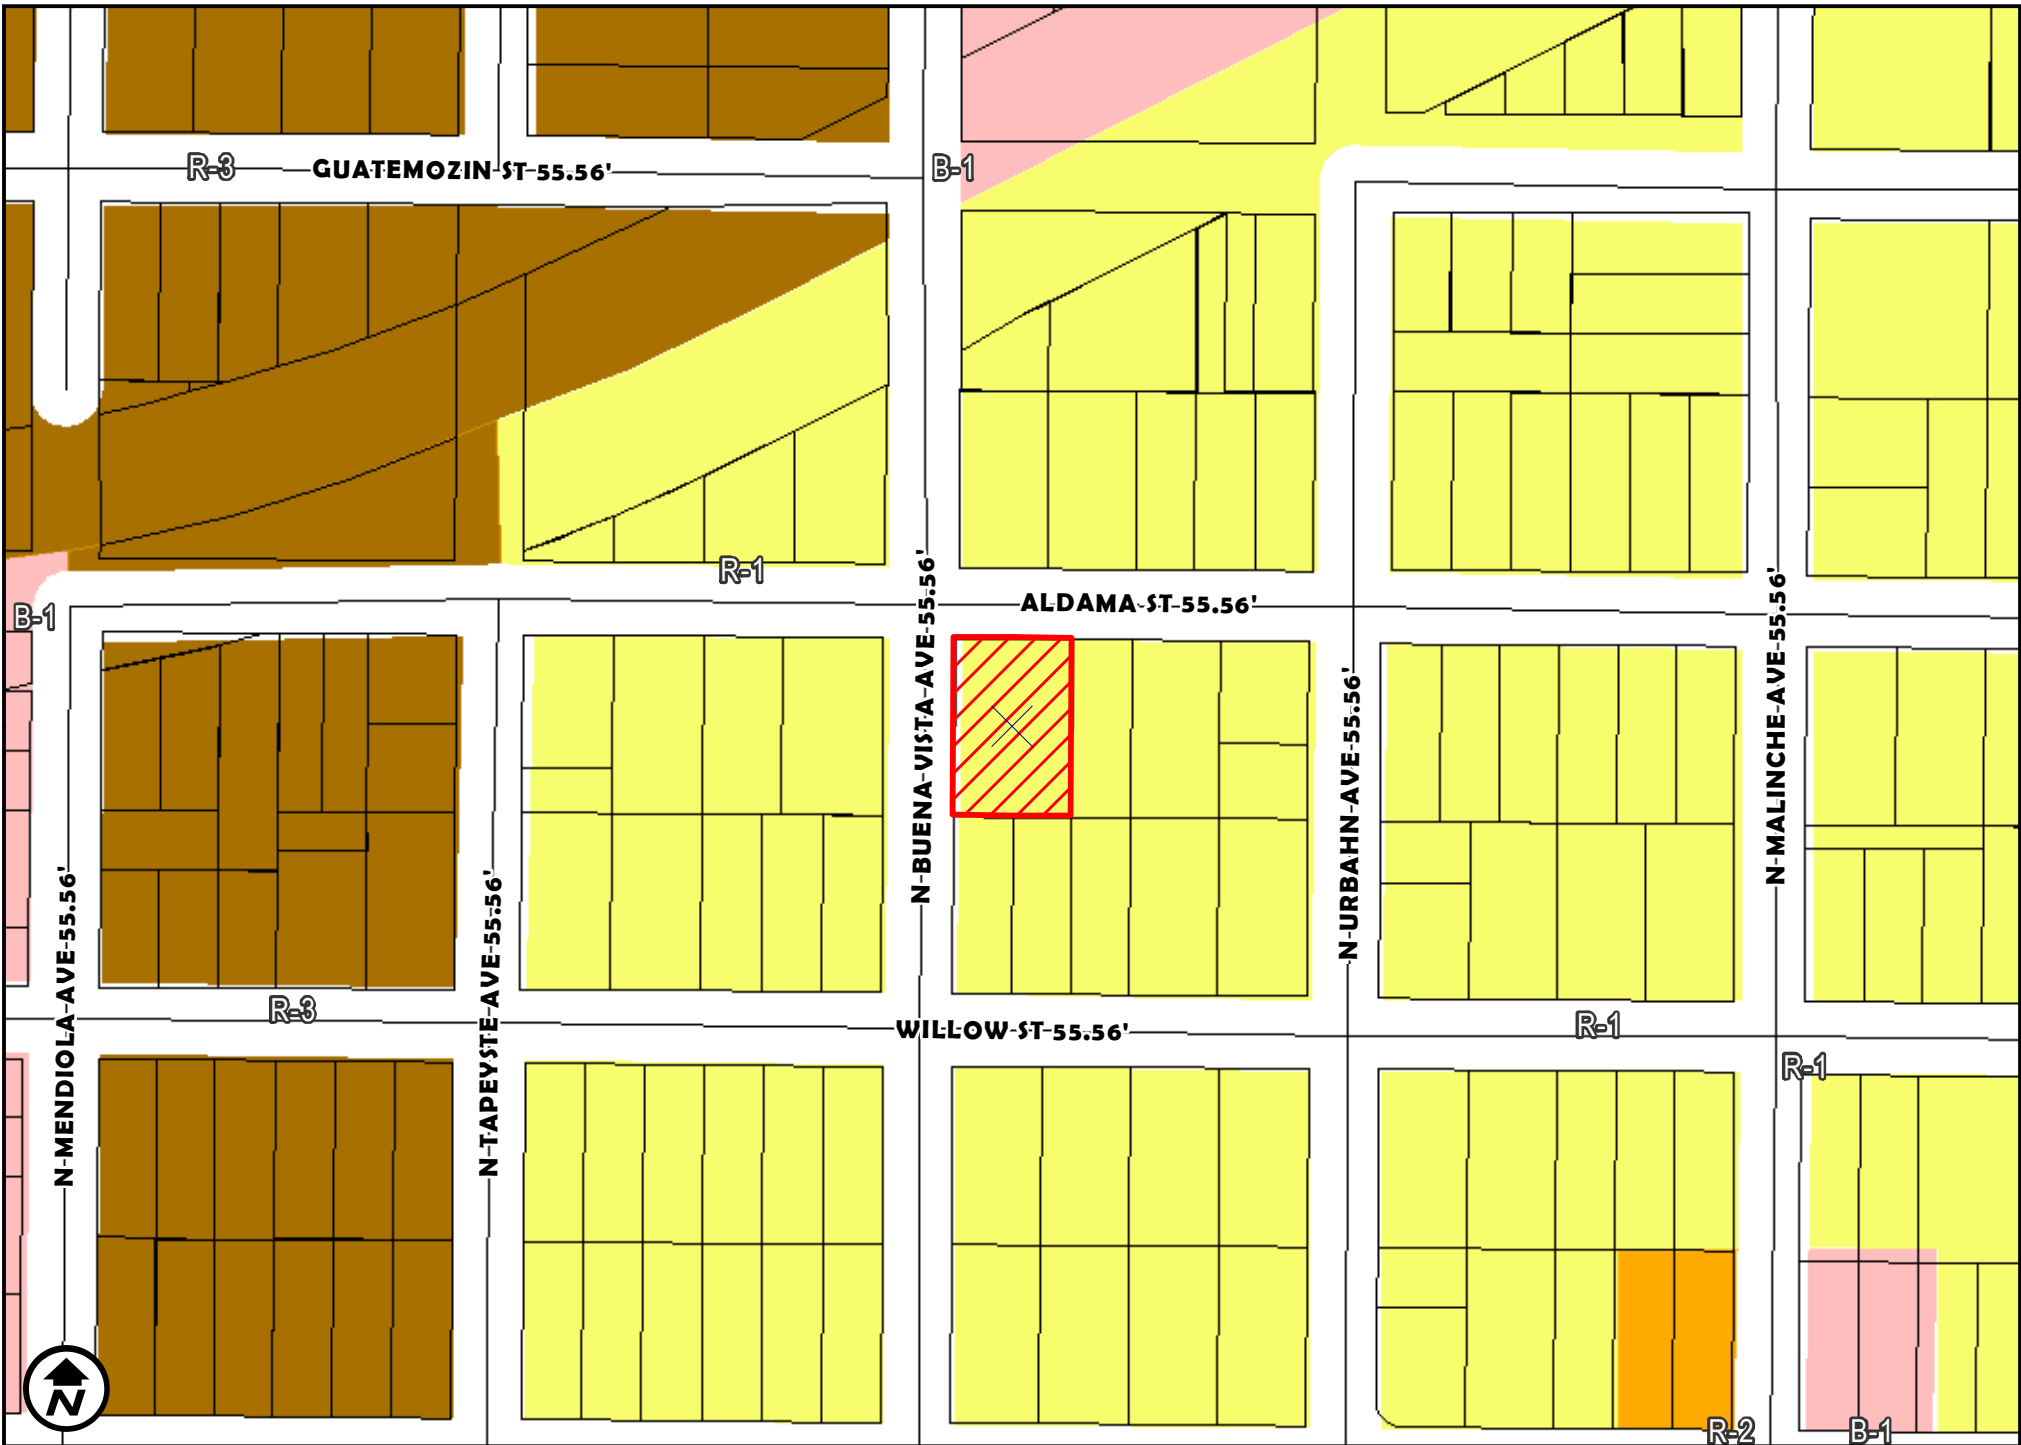 R-3
GUATEMOZIN ST 55.56'
B-1
R-1
ALDAMA ST 55.56'
B-1
N BUENA VISTA AVE 55.56'
N URBAHN AVE 55.56'
N MALINCHE AVE 55.56'
N MENDIOLA AVE 55.56'
N TAPEYSTE AVE 55.56'
R-3
WILLOW ST 55.56'
R-1
R-1
N
R-2
B-1